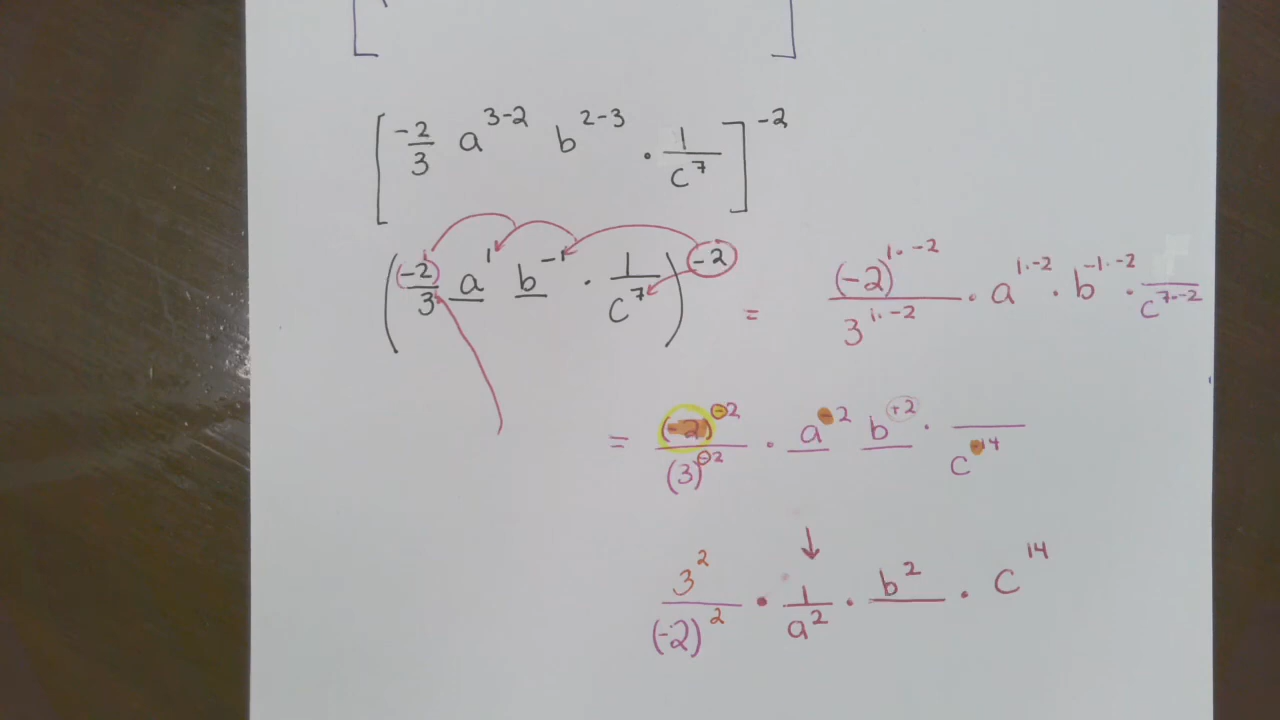 [ -2/3 a^{3-2} b^{2-3} · 1/c^7 ]^{-2}
( (-2)^1/3^1 a^1 b^{-1} · 1/c^7 )^{-2} = (-2)^{1·-2}/3^{1·-2} · a^{1·-2} · b^{-1·-2} · 1/c^{7·-2}
= (-2)^{-2}/(3)^{-2} · a^{-2} b^{+2} · /c^{-14}
↓
3^2/(-2)^2 · 1/a^2 · b^2 · c^{14}